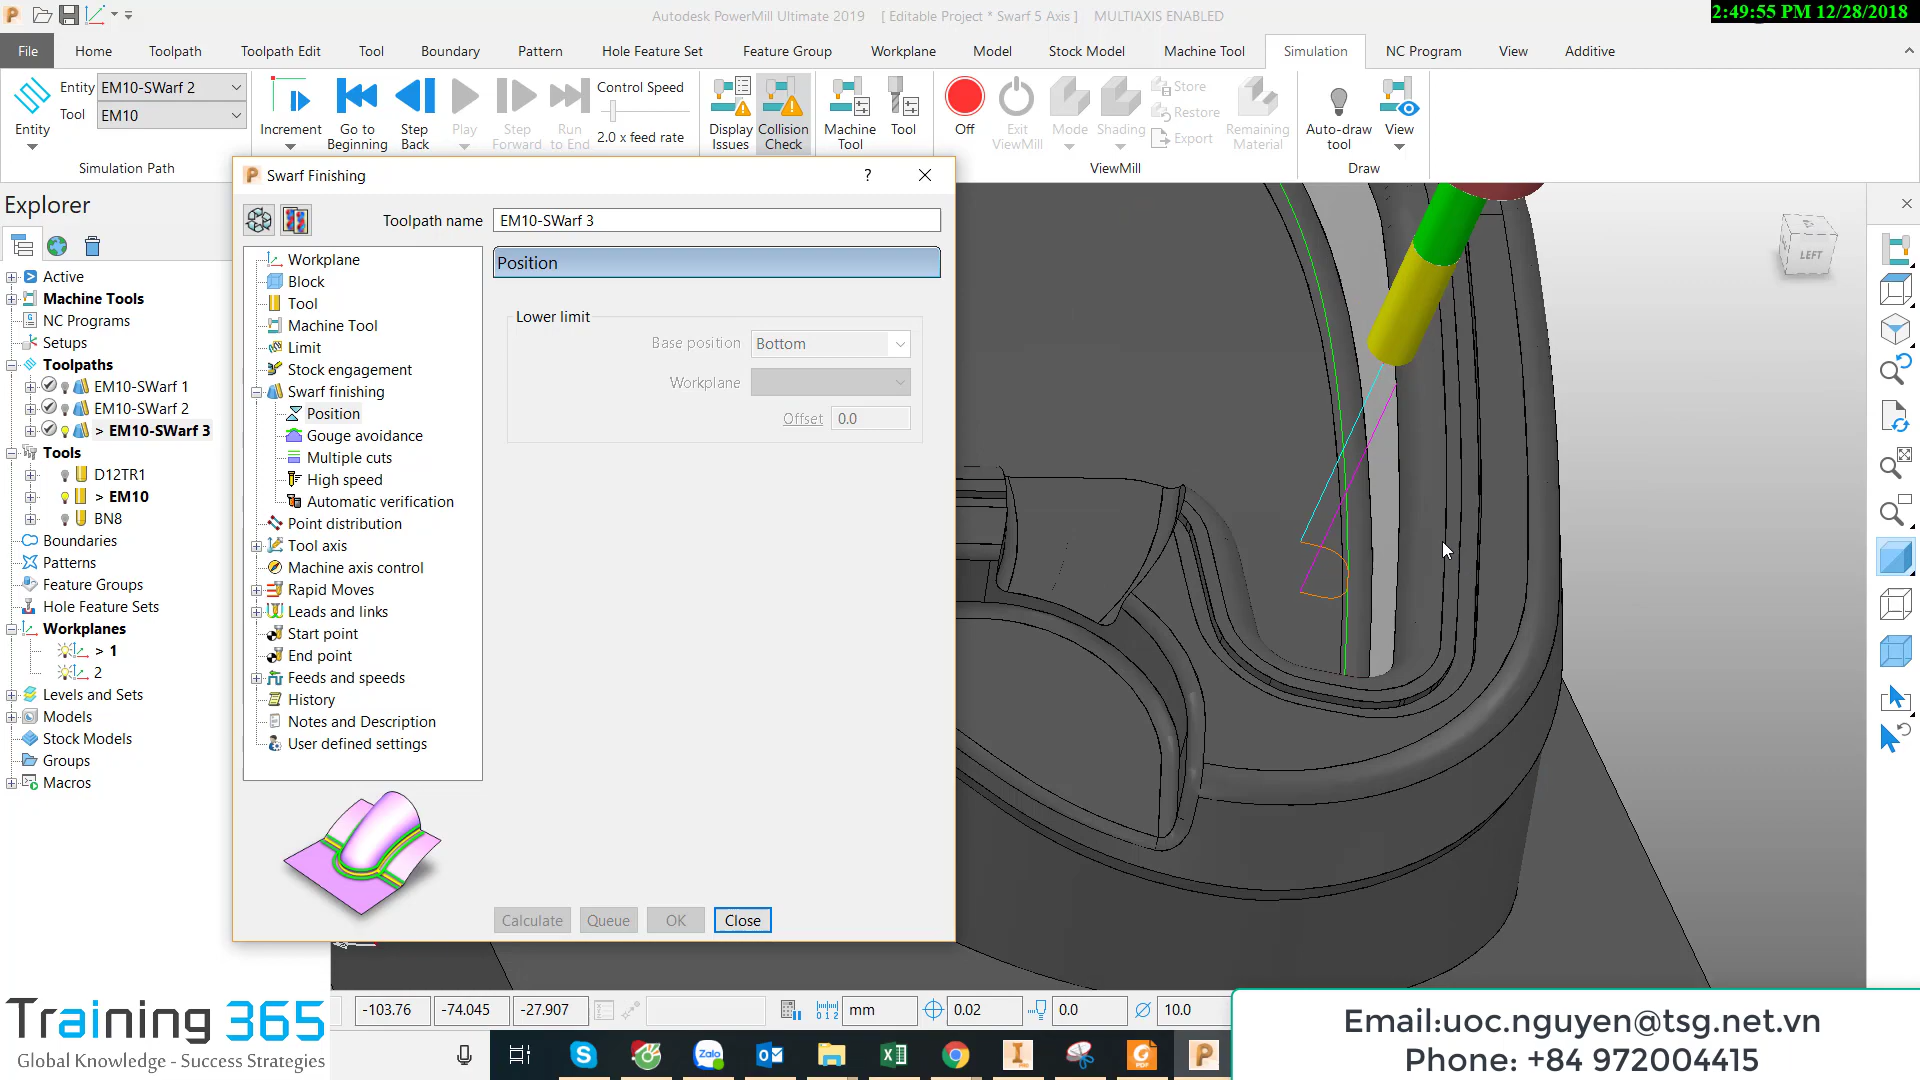 Autodesk PowerMill Ultimate 2019 [ Editable Project * Swarf 5 Axis ] MULTIAXIS ENABLED
2:49:55 PM 12/28/2018
File Home Toolpath Toolpath Edit Tool Boundary Pattern Hole Feature Set Feature Group Workplane Model Stock Model Machine Tool Simulation NC Program View Additive
Entity
Entity EM10-SWarf 2
Tool EM10
Simulation Path
Increment
Go to Beginning
Step Back
Play
Step Forward
Run to End
Control Speed
2.0 x feed rate
Display Issues
Collision Check
Machine Tool
Tool
Off
Exit ViewMill
Mode
Shading
Store
Restore
Export
Remaining Material
ViewMill
Auto-draw tool
View
Draw
Explorer
Active
Machine Tools
NC Programs
Setups
Toolpaths
EM10-SWarf 1
EM10-SWarf 2
> EM10-SWarf 3
Tools
D12TR1
> EM10
BN8
Boundaries
Patterns
Feature Groups
Hole Feature Sets
Workplanes
> 1
2
Levels and Sets
Models
Stock Models
Groups
Macros
Swarf Finishing
?
Toolpath name EM10-SWarf 3
Workplane
Block
Tool
Machine Tool
Limit
Stock engagement
Swarf finishing
Position
Gouge avoidance
Multiple cuts
High speed
Automatic verification
Point distribution
Tool axis
Machine axis control
Rapid Moves
Leads and links
Start point
End point
Feeds and speeds
History
Notes and Description
User defined settings
Position
Lower limit
Base position Bottom
Workplane
Offset 0.0
Calculate Queue OK Close
LEFT
-103.76 -74.045 -27.907 mm 0.02 0.0 10.0
Training 365
Global Knowledge - Success Strategies
Zalo
Email:uoc.nguyen@tsg.net.vn
Phone: +84 972004415